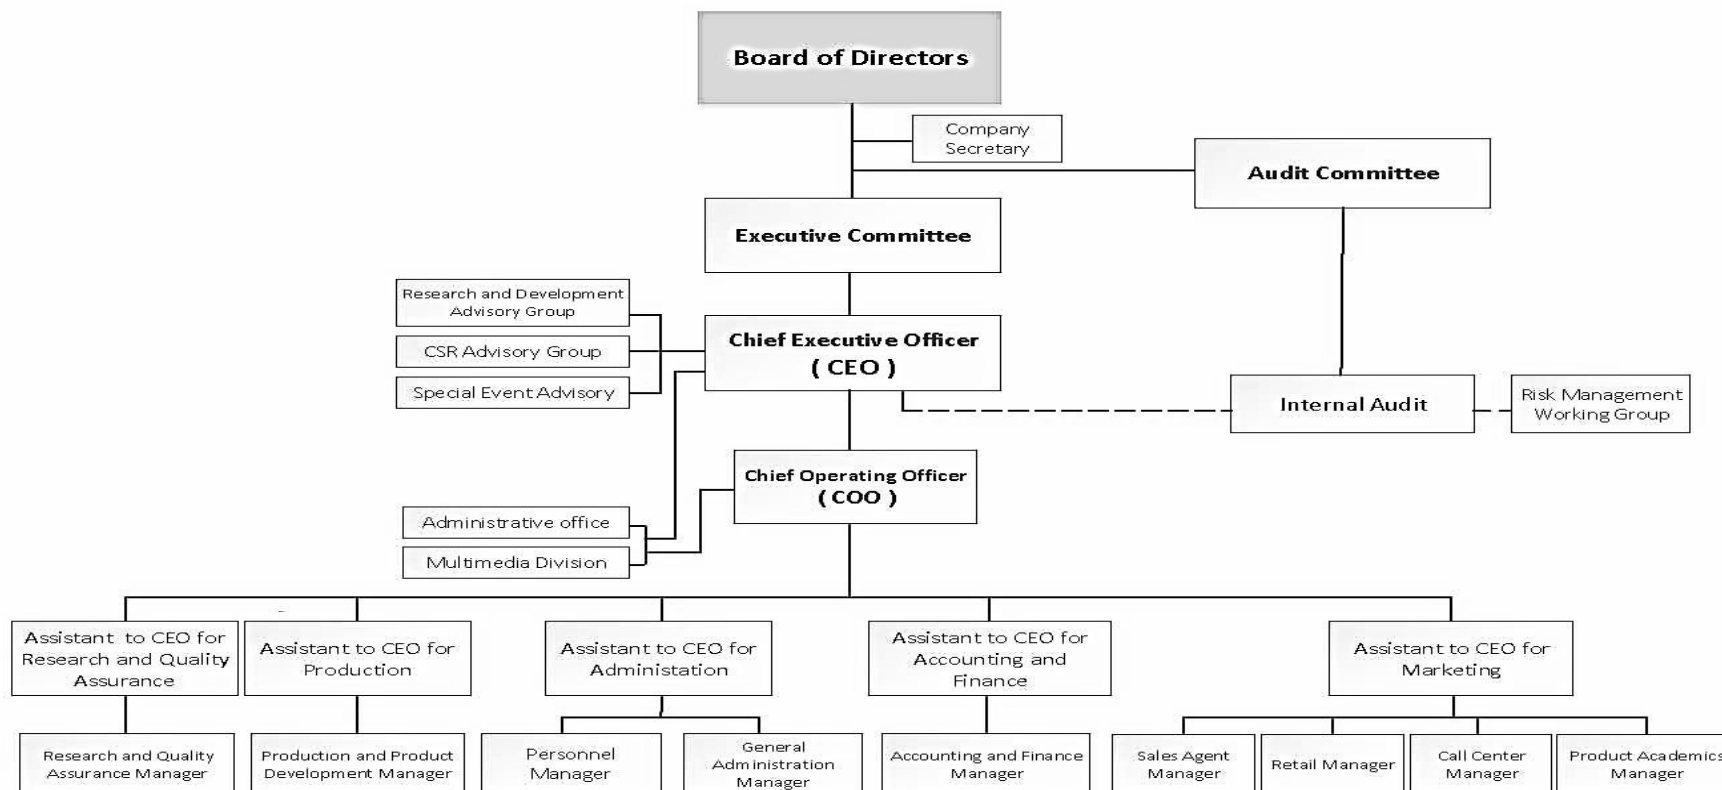 Board of Directors
Company
Secretary
Audit Committee
Executive Committee
Research and Development
Advisory Group
CSR Advisory Group
Special Event Advisory
Chief Executive Officer
( CEO )
Internal Audit
Risk Management
Working Group
Chief Operating Officer
( COO )
Administrative office
Multimedia Division
Assistant to CEO for
Research and Quality
Assurance
Assistant to CEO for
Production
Assistant to CEO for
Administation
Assistant to CEO for
Accounting and
Finance
Assistant to CEO for
Marketing
Research and Quality
Assurance Manager
Production and Product
Development Manager
Personnel
Manager
General
Administration
Manager
Accounting and Finance
Manager
Sales Agent
Manager
Retail Manager
Call Center
Manager
Product Academics
Manager